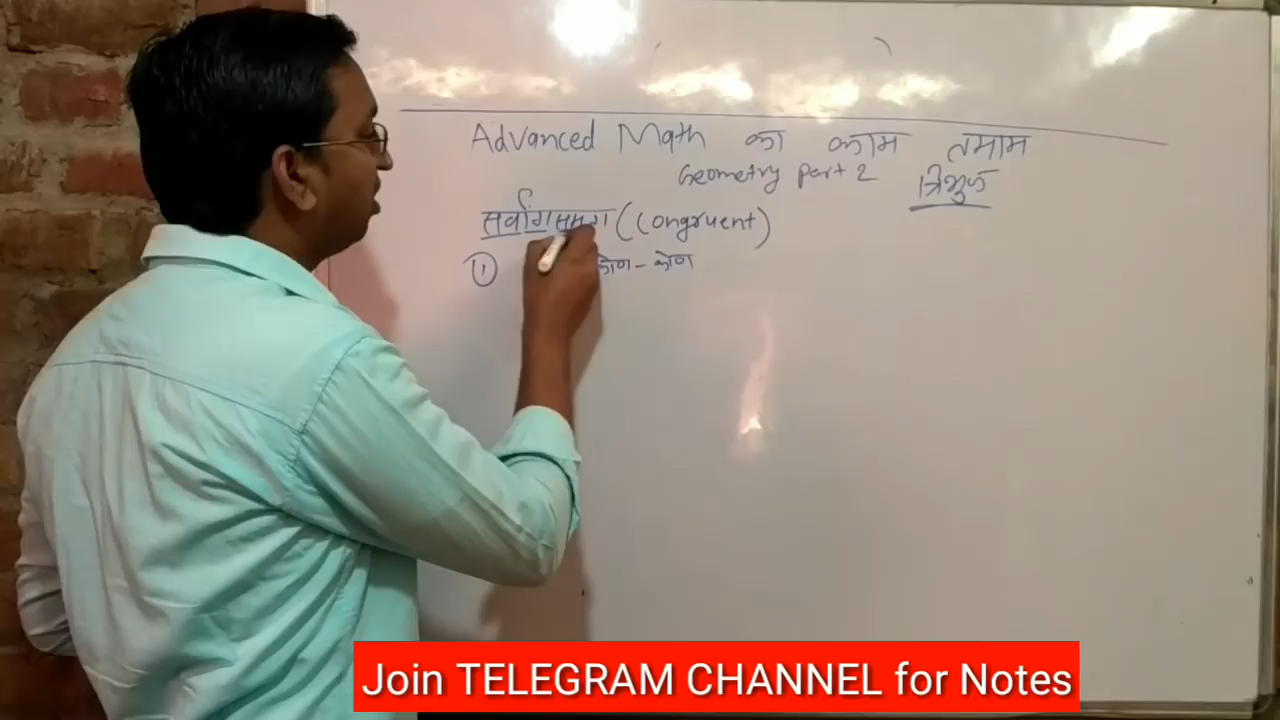 Advanced Math का काम तमाम
Geometry part 2 त्रिभुज
सर्वांगसमता (Congruent)
① कोण - कोण
Join TELEGRAM CHANNEL for Notes